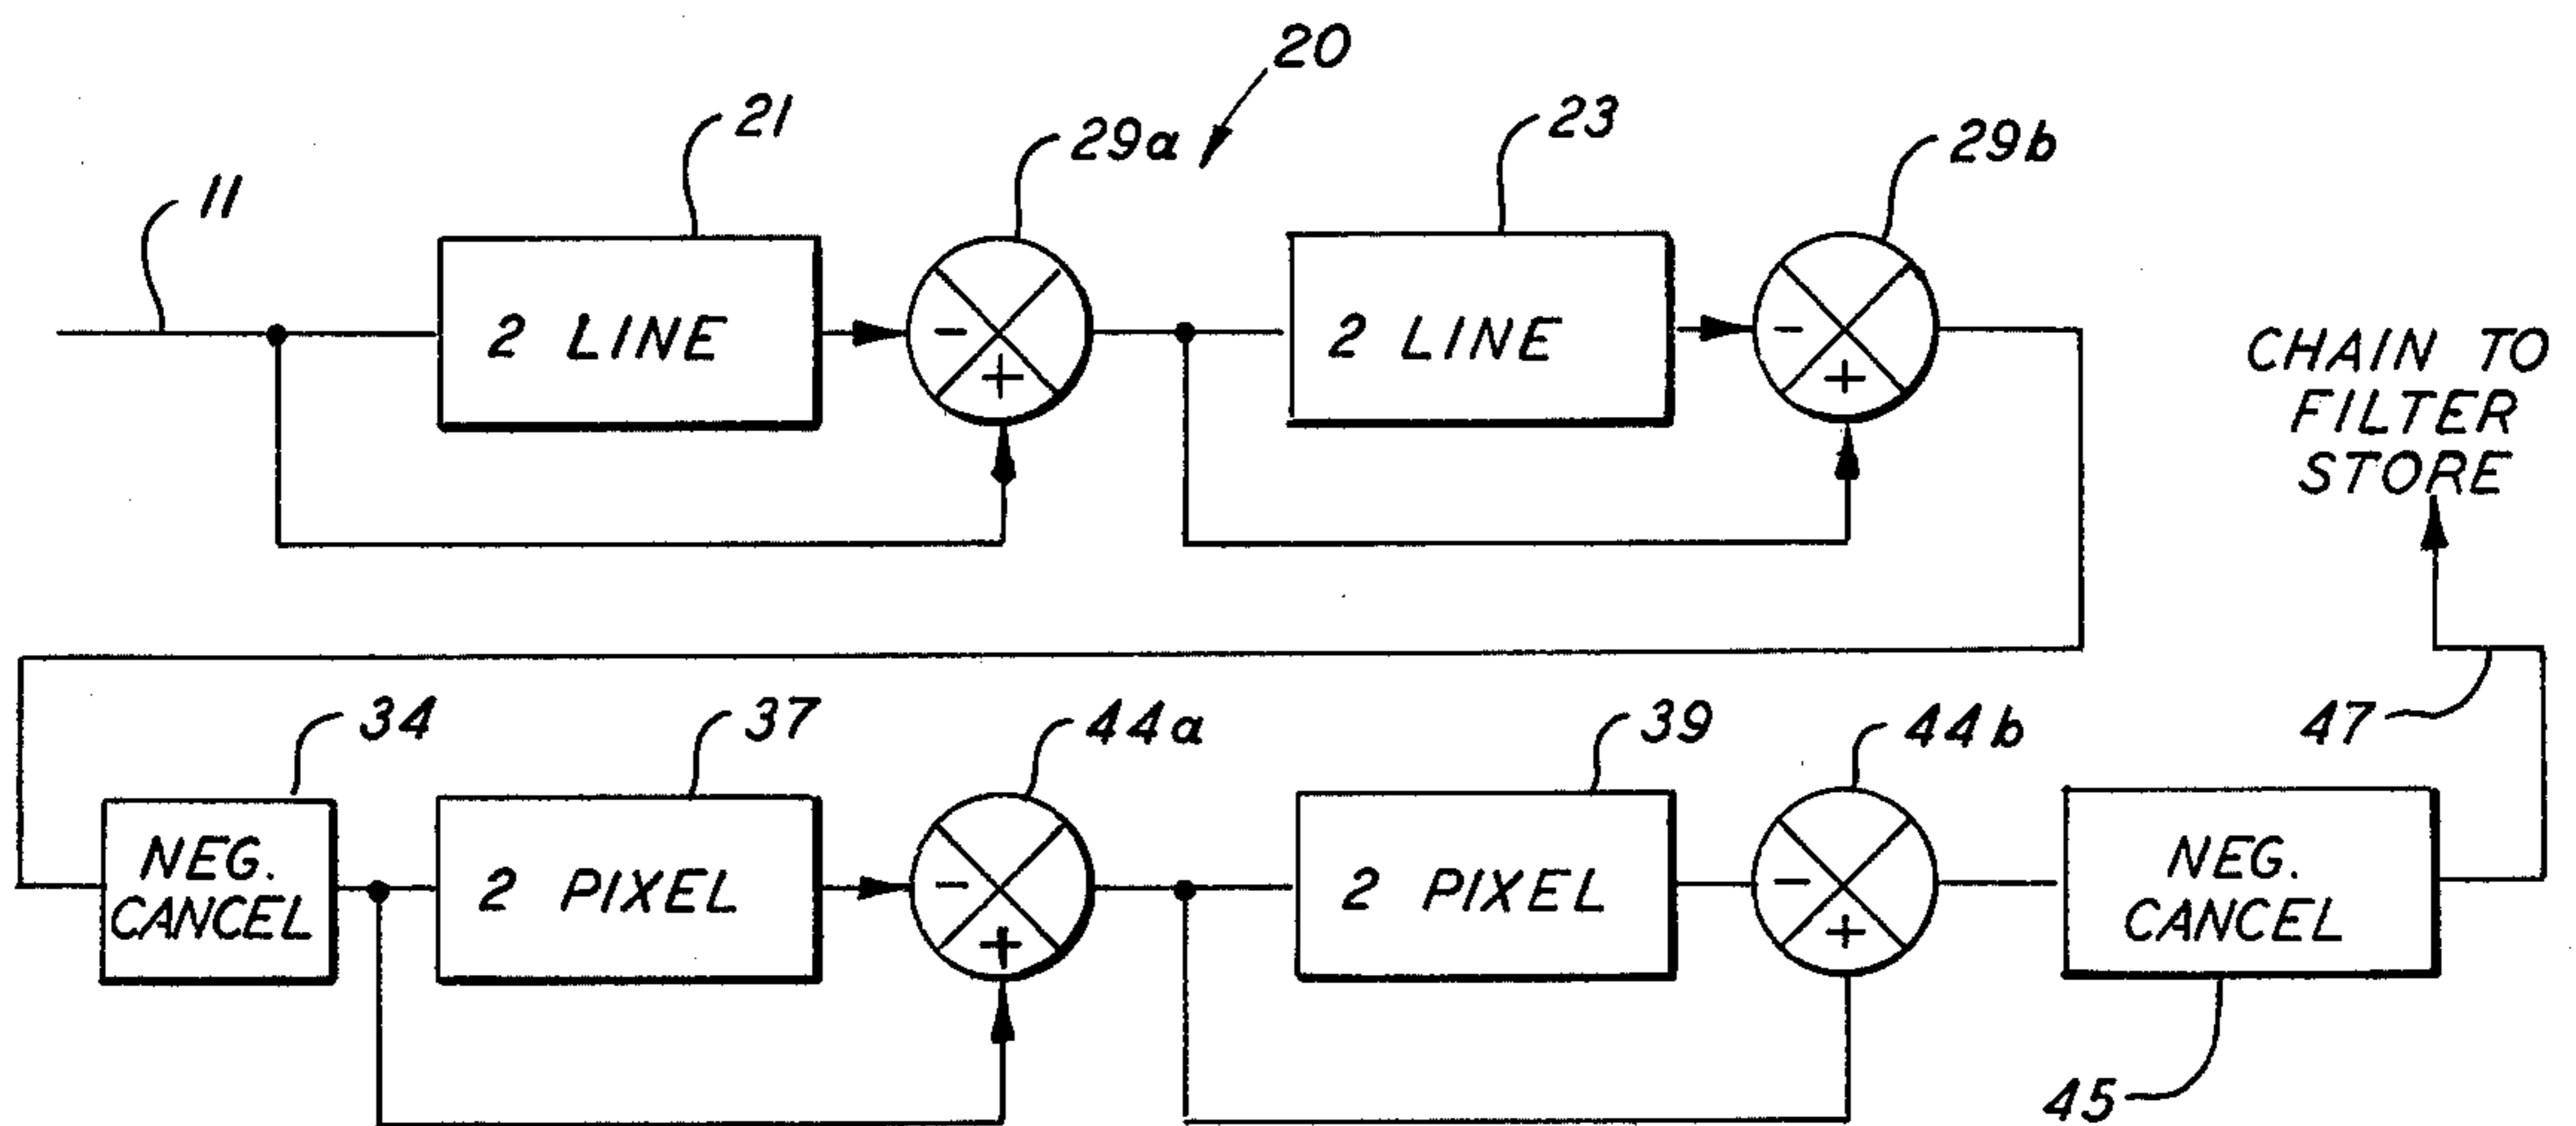 20
21
29a
23
29b
11
2 LINE
-
+
2 LINE
-
+
CHAIN TO
FILTER
STORE
34
37
44a
39
44b
47
NEG.
CANCEL
2 PIXEL
-
+
2 PIXEL
-
+
NEG.
CANCEL
45